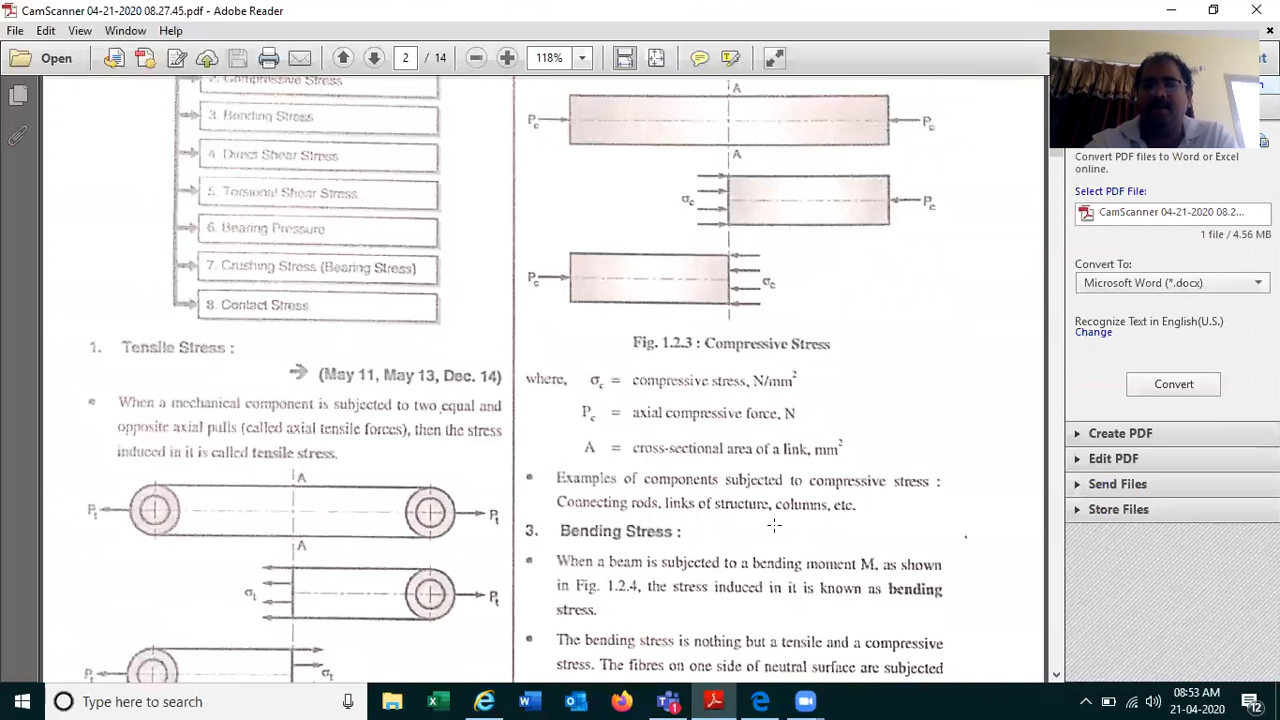 CamScanner 04-21-2020 08.27.45.pdf - Adobe Reader
File Edit View Window Help
Open 2 / 14 118%
2. Compressive Stress
3. Bending Stress
4. Direct Shear Stress
5. Torsional Shear Stress
6. Bearing Pressure
7. Crushing Stress (Bearing Stress)
8. Contact Stress
1. Tensile Stress :
(May 11, May 13, Dec. 14)
• When a mechanical component is subjected to two equal and
opposite axial pulls (called axial tensile forces), then the stress
induced in it is called tensile stress.
A
Pt Pt
A
σt Pt
Pt σt
A
Pc Pc
A
σc Pc
Pc σc
Fig. 1.2.3 : Compressive Stress
where, σc = compressive stress, N/mm²
Pc = axial compressive force, N
A = cross-sectional area of a link, mm²
• Examples of components subjected to compressive stress :
Connecting rods, links of structure, columns, etc.
3. Bending Stress :
• When a beam is subjected to a bending moment M, as shown
in Fig. 1.2.4, the stress induced in it is known as bending
stress.
• The bending stress is nothing but a tensile and a compressive
stress. The fibres on one side of neutral surface are subjected
Convert PDF files to Word or Excel
online.
Select PDF File:
CamScanner 04-21-2020 08.2...
1 file / 4.56 MB
Convert To:
Microsoft Word (*.docx)
Recognize Text in English(U.S.)
Change
Convert
Create PDF
Edit PDF
Send Files
Store Files
Type here to search
08:53 AM
21-04-2020
12